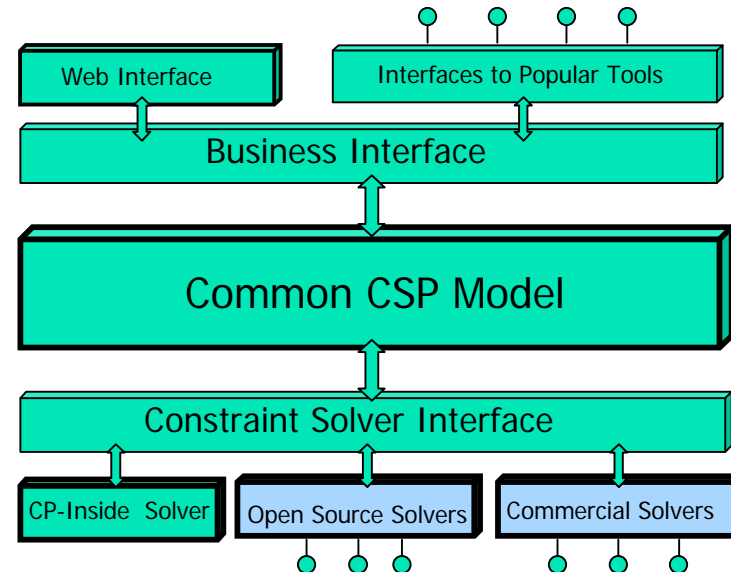 Web Interface
Interfaces to Popular Tools
Business Interface
Common CSP Model
Constraint Solver Interface
CP-Inside Solver
Open Source Solvers
Commercial Solvers